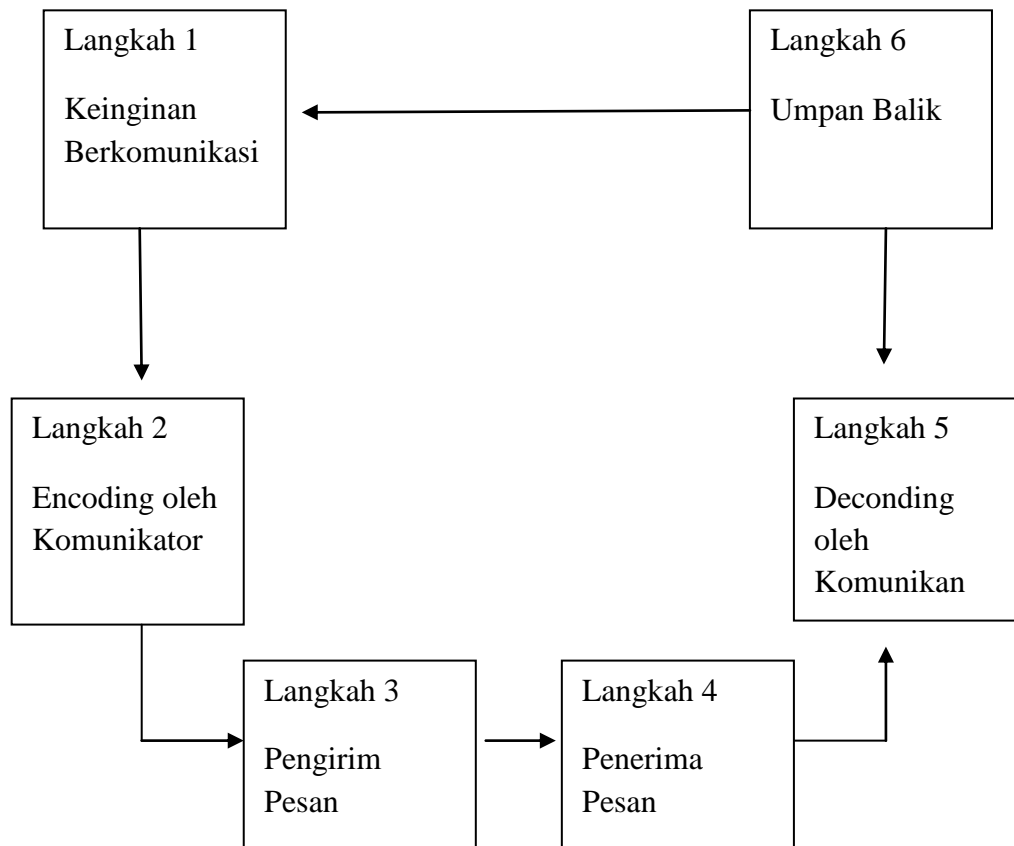 Langkah 1
Keinginan
Berkomunikasi
Langkah 6
Umpan Balik
Langkah 2
Encoding oleh
Komunikator
Langkah 5
Deconding
oleh
Komunikan
Langkah 3
Pengirim
Pesan
Langkah 4
Penerima
Pesan